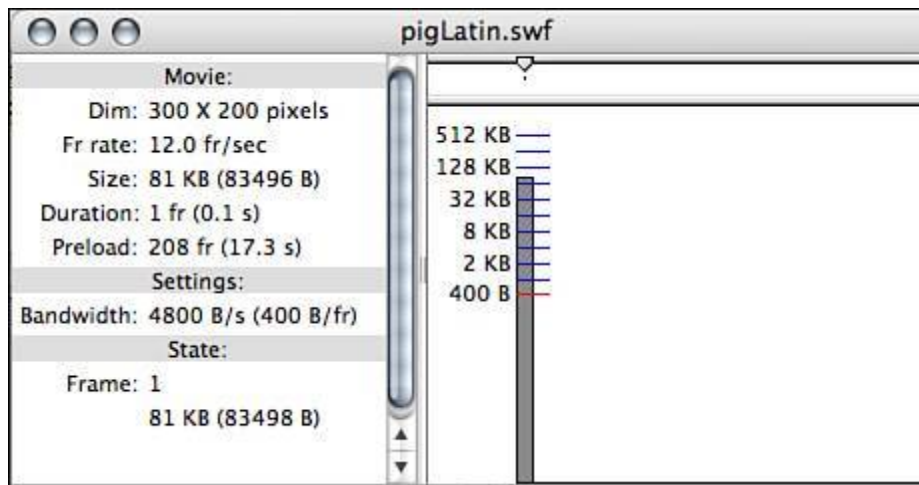 pigLatin.swf
Movie:
Dim: 300 X 200 pixels
Fr rate: 12.0 fr/sec
Size: 81 KB (83496 B)
Duration: 1 fr (0.1 s)
Preload: 208 fr (17.3 s)
Settings:
Bandwidth: 4800 B/s (400 B/fr)
State:
Frame: 1
81 KB (83498 B)
512 KB
128 KB
32 KB
8 KB
2 KB
400 B